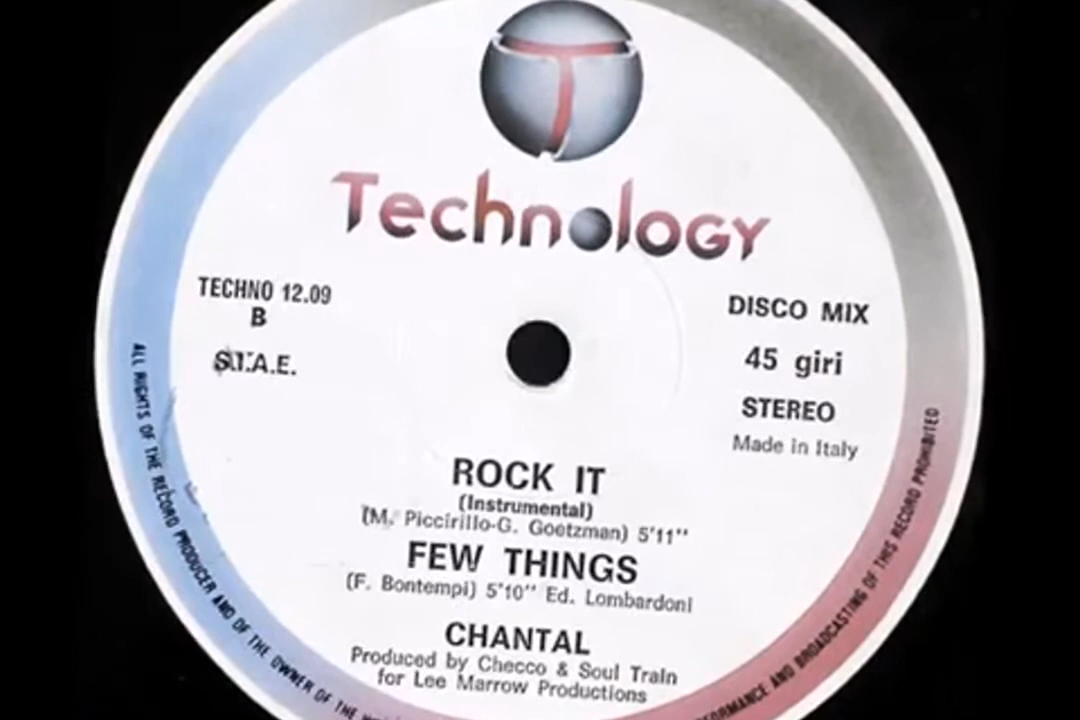 T
Technology
TECHNO 12.09
B
S.I.A.E.
DISCO MIX
45 giri
STEREO
Made in Italy
ROCK IT
(Instrumental)
(M. Piccirillo-G. Goetzman) 5'11"
FEW THINGS
(F. Bontempi) 5'10" Ed. Lombardoni
CHANTAL
Produced by Checco & Soul Train
for Lee Marrow Productions
ALL RIGHTS OF THE RECORD PRODUCER AND OF THE OWNER OF THE
PERFORMANCE AND BROADCASTING OF THIS RECORD PROHIBITED